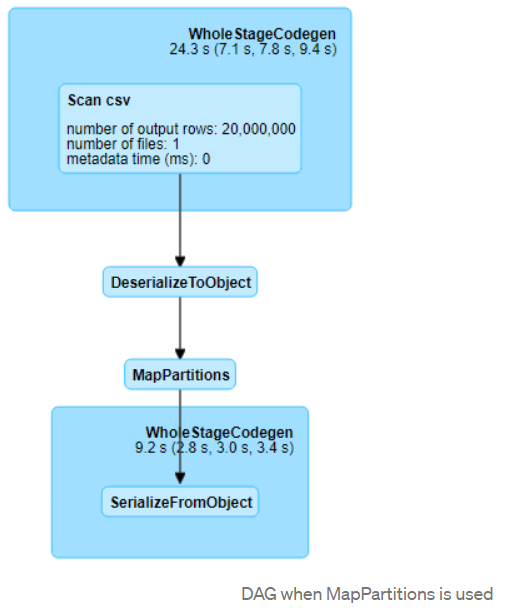 WholeStageCodegen
24.3 s (7.1 s, 7.8 s, 9.4 s)
Scan csv
number of output rows: 20,000,000
number of files: 1
metadata time (ms): 0
DeserializeToObject
MapPartitions
WholeStageCodegen
9.2 s (2.8 s, 3.0 s, 3.4 s)
SerializeFromObject
DAG when MapPartitions is used